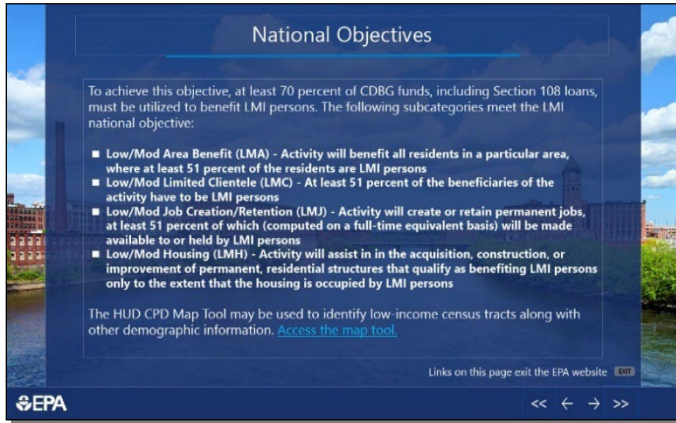 National Objectives
To achieve this objective, at least 70 percent of CDBG funds, including Section 108 loans,
must be utilized to benefit LMI persons. The following subcategories meet the LMI
national objective:
■ Low/Mod Area Benefit (LMA) - Activity will benefit all residents in a particular area,
where at least 51 percent of the residents are LMI persons
■ Low/Mod Limited Clientele (LMC) - At least 51 percent of the beneficiaries of the
activity have to be LMI persons
■ Low/Mod Job Creation/Retention (LMJ) - Activity will create or retain permanent jobs,
at least 51 percent of which (computed on a full-time equivalent basis) will be made
available to or held by LMI persons
■ Low/Mod Housing (LMH) - Activity will assist in in the acquisition, construction, or
improvement of permanent, residential structures that qualify as benefiting LMI persons
only to the extent that the housing is occupied by LMI persons
The HUD CPD Map Tool may be used to identify low-income census tracts along with
other demographic information. Access the map tool.
Links on this page exit the EPA website EXIT
EPA << ← → >>